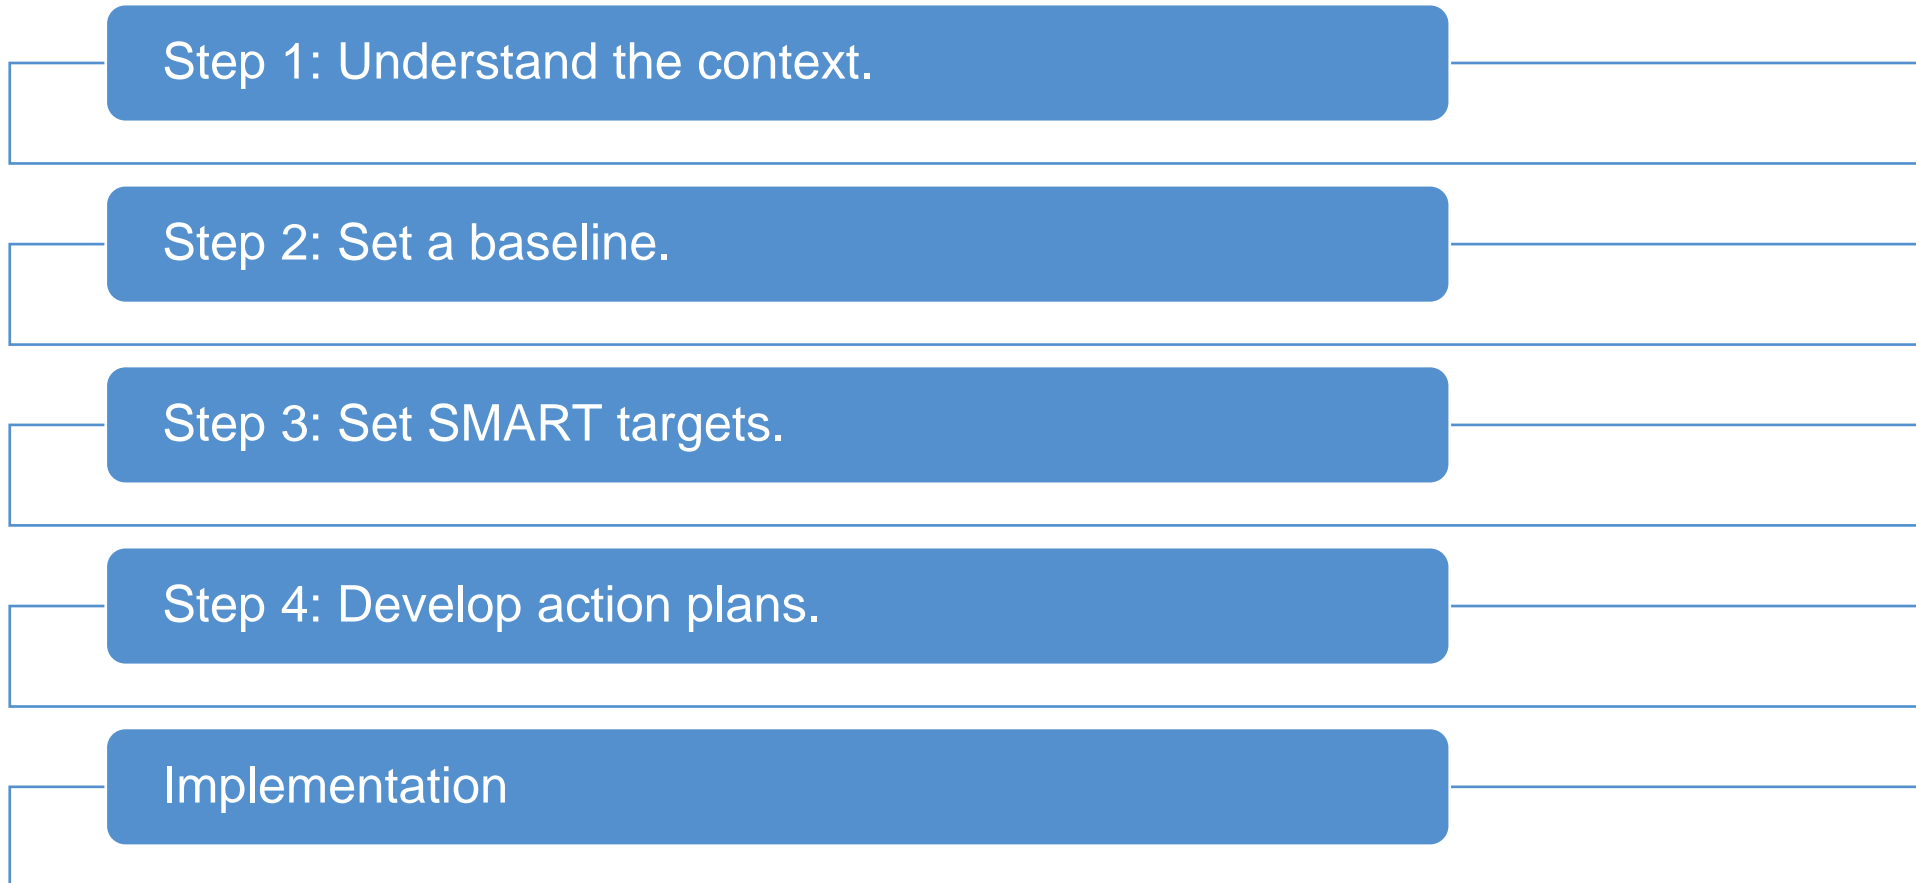 Step 1: Understand the context.
Step 2: Set a baseline.
Step 3: Set SMART targets.
Step 4: Develop action plans.
Implementation